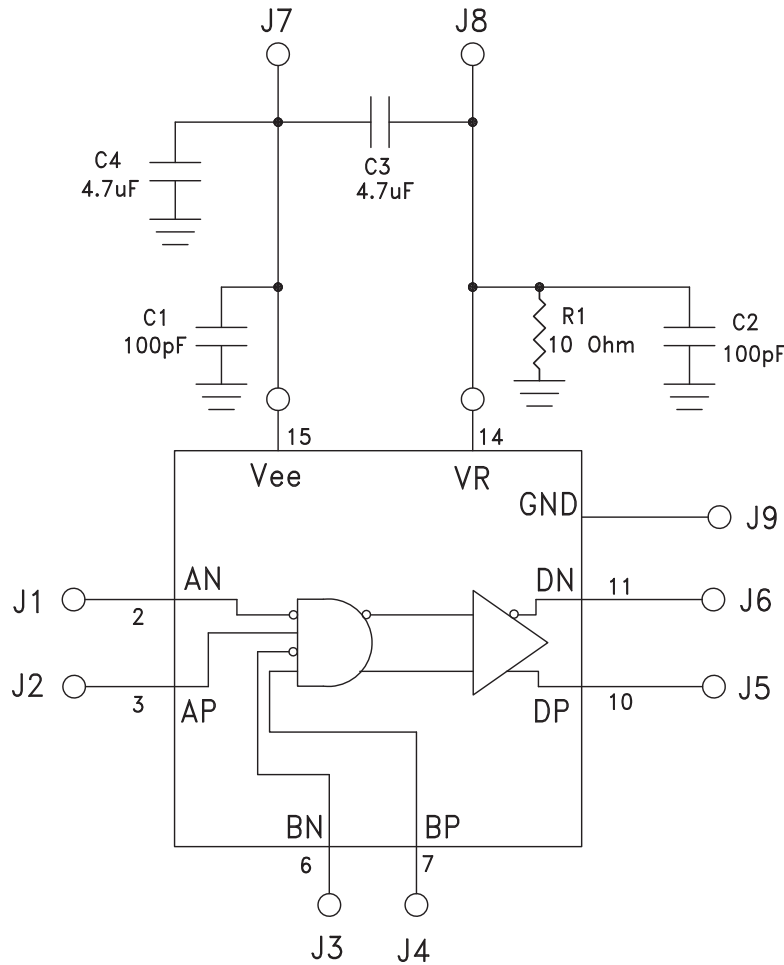 J7
J8
C4
4.7uF
C3
4.7uF
C1
100pF
R1
10 Ohm
C2
100pF
15
14
Vee
VR
GND
J9
J1
AN
2
DN
11
J6
J2
3
AP
DP
10
J5
BN
BP
6
7
J3
J4